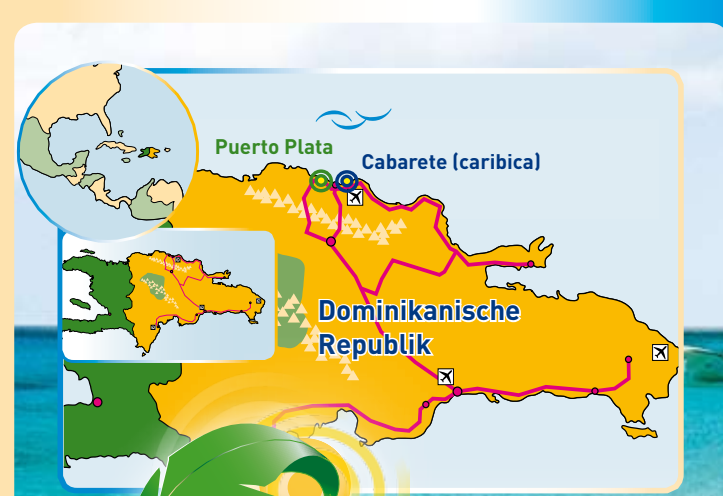 Puerto Plata
Cabarete (caribica)
Dominikanische
Republik